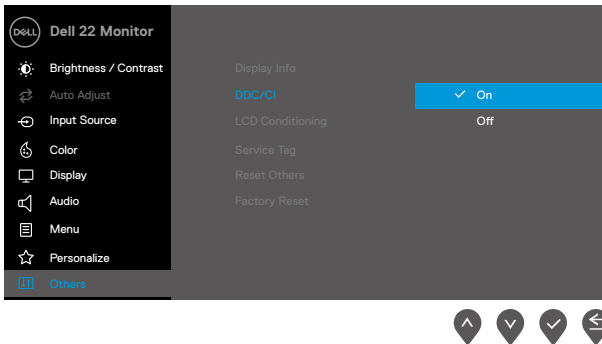 DELL Dell 22 Monitor
Brightness / Contrast
Auto Adjust
Input Source
Color
Display
Audio
Menu
Personalize
Others
Display Info
DDC/CI
LCD Conditioning
Service Tag
Reset Others
Factory Reset
On
Off